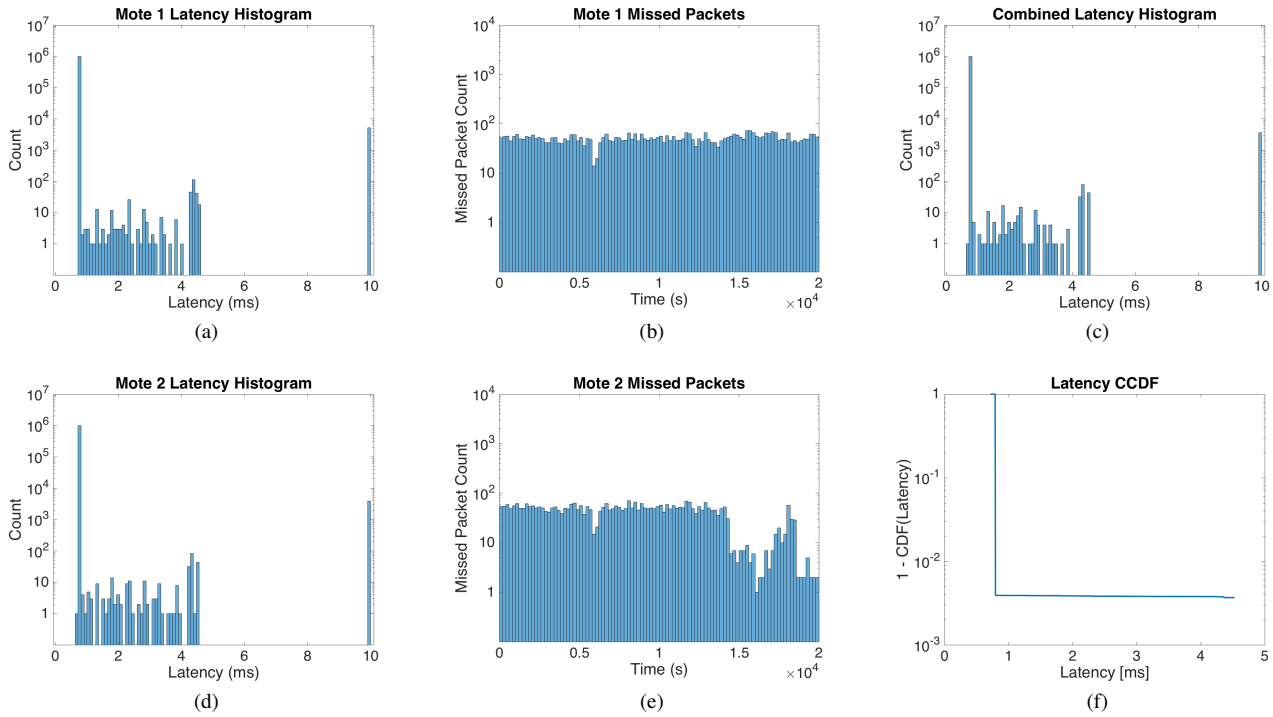 Mote 1 Latency Histogram
Count
10^7
10^6
10^5
10^4
10^3
10^2
10
1
0 2 4 6 8 10
Latency (ms)
(a)
Mote 1 Missed Packets
Missed Packet Count
10^4
10^3
10^2
10
1
0 0.5 1 1.5 2
Time (s)
×10^4
(b)
Combined Latency Histogram
Count
10^7
10^6
10^5
10^4
10^3
10^2
10
1
0 2 4 6 8 10
Latency (ms)
(c)
Mote 2 Latency Histogram
Count
10^7
10^6
10^5
10^4
10^3
10^2
10
1
0 2 4 6 8 10
Latency (ms)
(d)
Mote 2 Missed Packets
Missed Packet Count
10^4
10^3
10^2
10
1
0 0.5 1 1.5 2
Time (s)
×10^4
(e)
Latency CCDF
1 - CDF(Latency)
1
10^-1
10^-2
10^-3
0 1 2 3 4 5
Latency [ms]
(f)